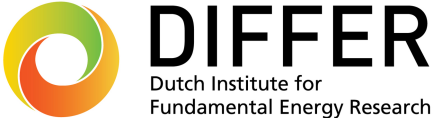 DIFFER
Dutch Institute for
Fundamental Energy Research